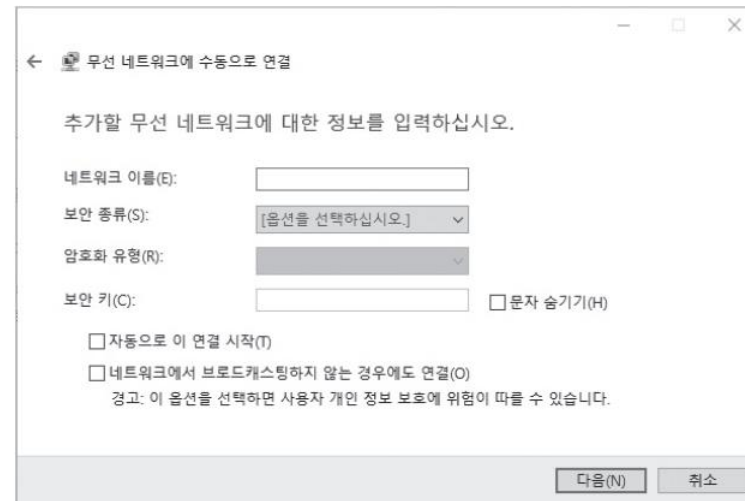 무선 네트워크에 수동으로 연결
추가할 무선 네트워크에 대한 정보를 입력하십시오.
네트워크 이름(E):
보안 종류(S): [옵션을 선택하십시오.]
암호화 유형(R):
보안 키(C): 문자 숨기기(H)
자동으로 이 연결 시작(T)
네트워크에서 브로드캐스팅하지 않는 경우에도 연결(O)
경고: 이 옵션을 선택하면 사용자 개인 정보 보호에 위험이 따를 수 있습니다.
다음(N) 취소